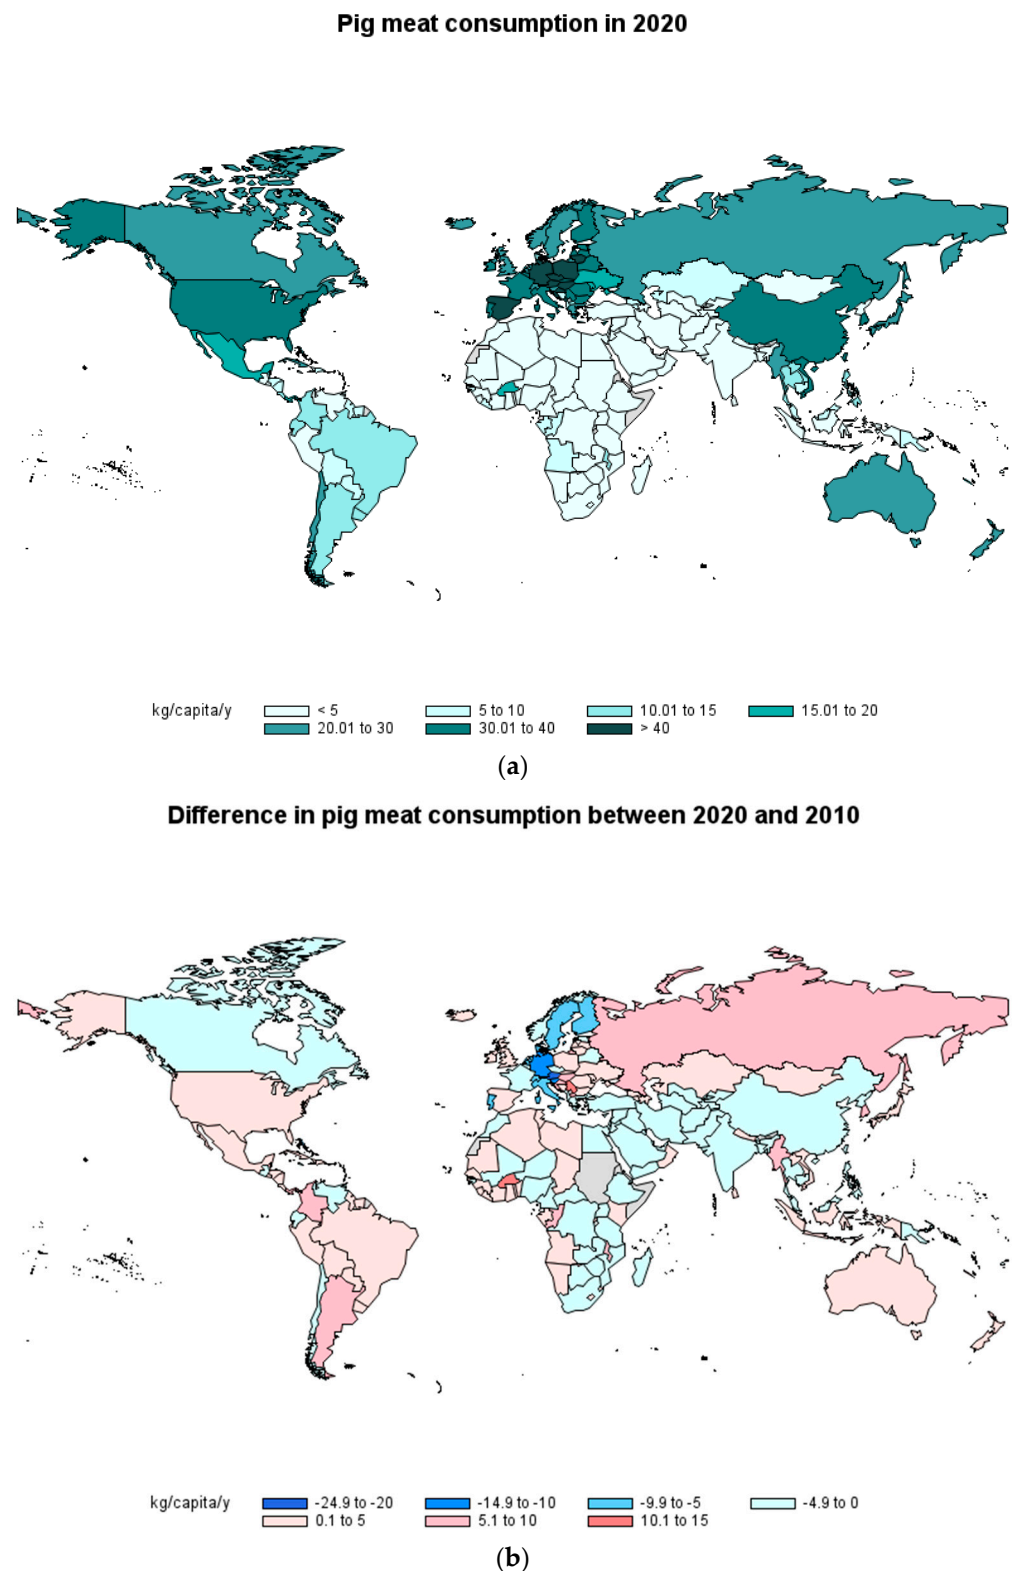 Pig meat consumption in 2020
kg/capita/y < 5 5 to 10 10.01 to 15 15.01 to 20
20.01 to 30 30.01 to 40 > 40
(a)
Difference in pig meat consumption between 2020 and 2010
kg/capita/y -24.9 to -20 -14.9 to -10 -9.9 to -5 -4.9 to 0
0.1 to 5 5.1 to 10 10.1 to 15
(b)